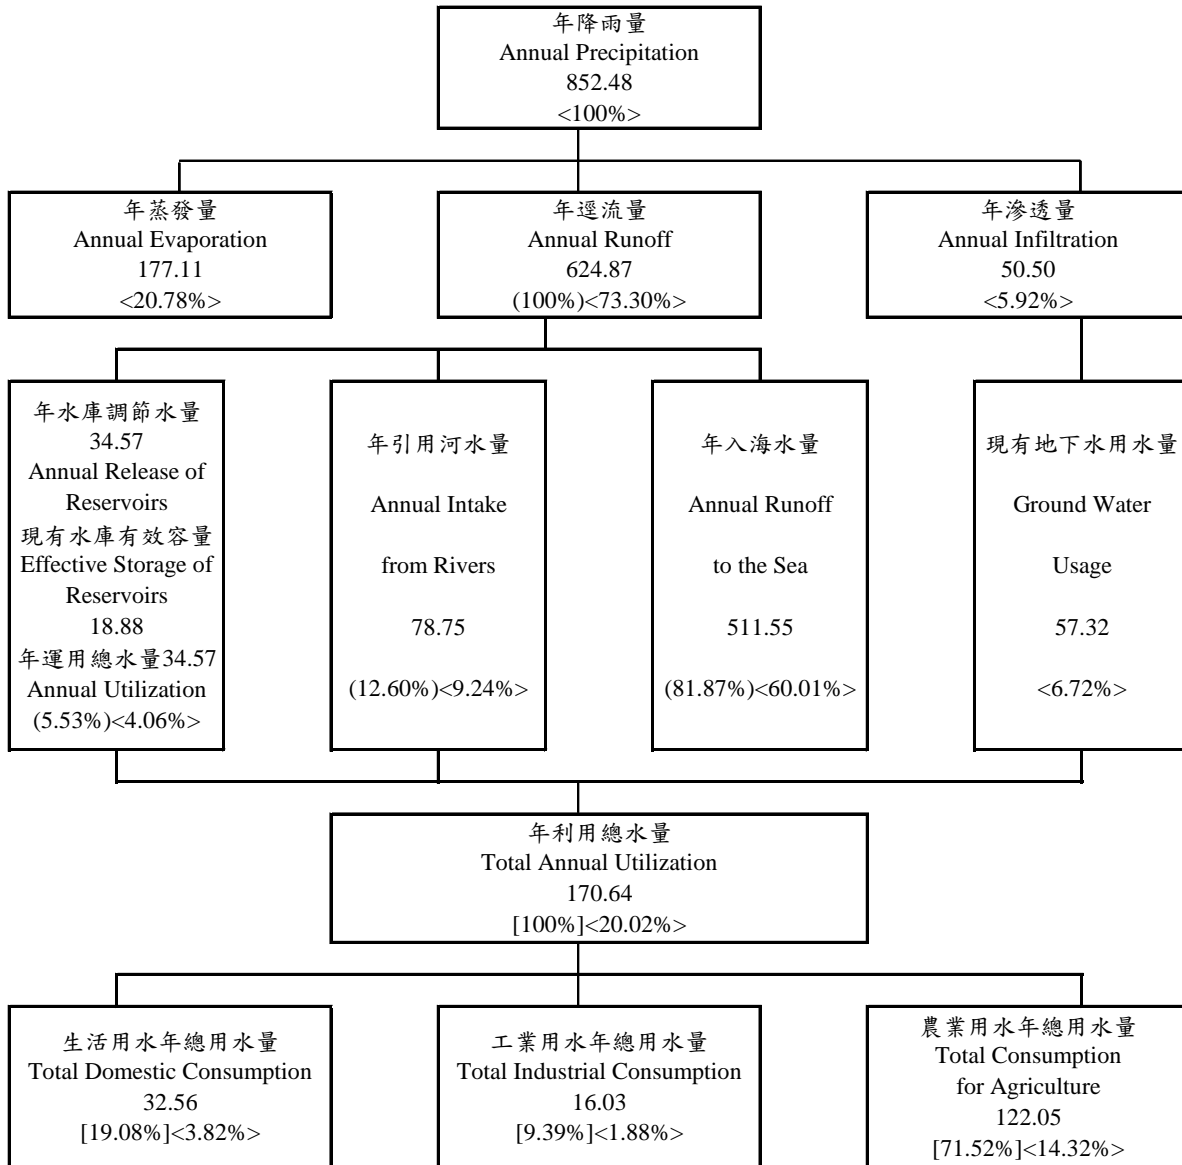 年降雨量
Annual Precipitation
852.48
<100%>
年蒸發量
Annual Evaporation
177.11
<20.78%>
年逕流量
Annual Runoff
624.87
(100%)<73.30%>
年滲透量
Annual Infiltration
50.50
<5.92%>
年水庫調節水量
34.57
Annual Release of
Reservoirs
現有水庫有效容量
Effective Storage of
Reservoirs
18.88
年運用總水量34.57
Annual Utilization
(5.53%)<4.06%>
年引用河水量
Annual Intake
from Rivers
78.75
(12.60%)<9.24%>
年入海水量
Annual Runoff
to the Sea
511.55
(81.87%)<60.01%>
現有地下水用水量
Ground Water
Usage
57.32
<6.72%>
年利用總水量
Total Annual Utilization
170.64
[100%]<20.02%>
生活用水年總用水量
Total Domestic Consumption
32.56
[19.08%]<3.82%>
工業用水年總用水量
Total Industrial Consumption
16.03
[9.39%]<1.88%>
農業用水年總用水量
Total Consumption
for Agriculture
122.05
[71.52%]<14.32%>